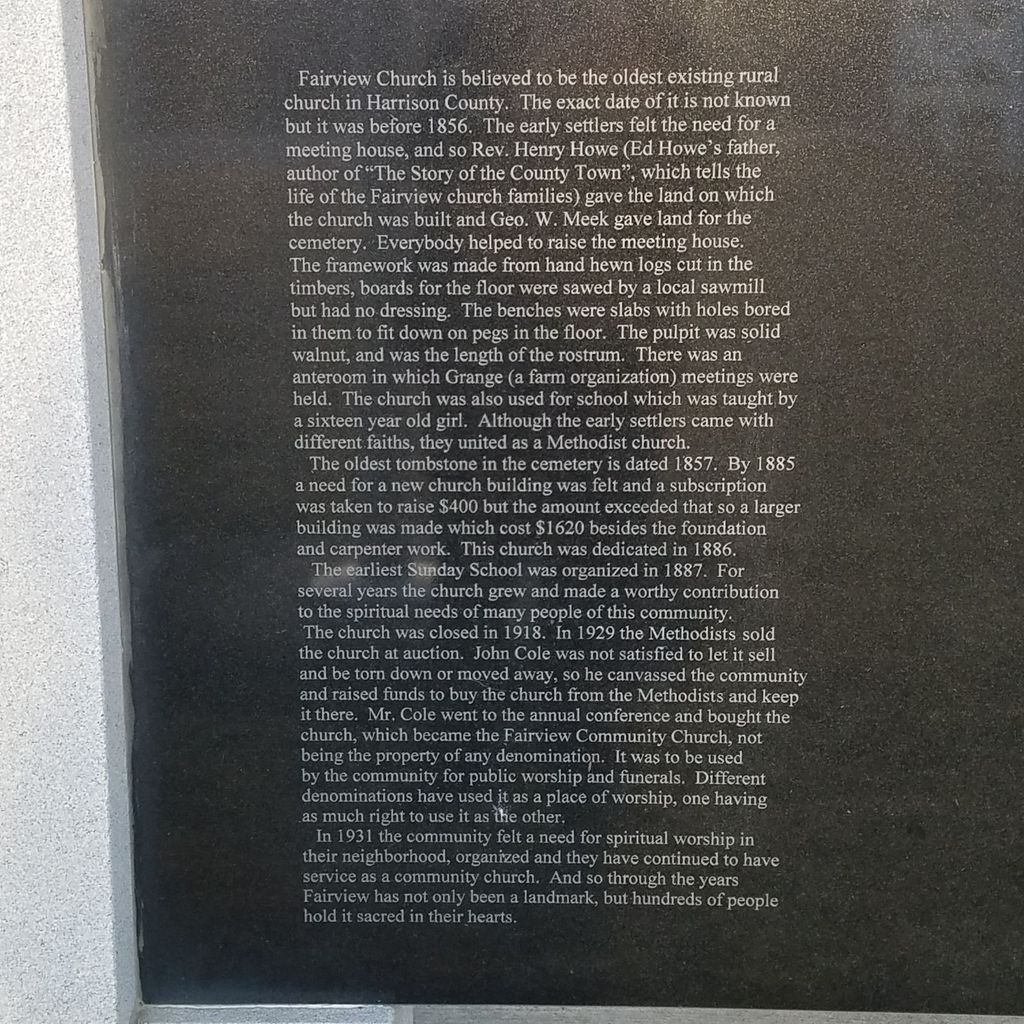 Fairview Church is believed to be the oldest existing rural
church in Harrison County. The exact date of it is not known
but it was before 1856. The early settlers felt the need for a
meeting house, and so Rev. Henry Howe (Ed Howe's father,
author of "The Story of the County Town", which tells the
life of the Fairview church families) gave the land on which
the church was built and Geo. W. Meek gave land for the
cemetery. Everybody helped to raise the meeting house.
The framework was made from hand hewn logs cut in the
timbers, boards for the floor were sawed by a local sawmill
but had no dressing. The benches were slabs with holes bored
in them to fit down on pegs in the floor. The pulpit was solid
walnut, and was the length of the rostrum. There was an
anteroom in which Grange (a farm organization) meetings were
held. The church was also used for school which was taught by
a sixteen year old girl. Although the early settlers came with
different faiths, they united as a Methodist church.
The oldest tombstone in the cemetery is dated 1857. By 1885
a need for a new church building was felt and a subscription
was taken to raise $400 but the amount exceeded that so a larger
building was made which cost $1620 besides the foundation
and carpenter work. This church was dedicated in 1886.
The earliest Sunday School was organized in 1887. For
several years the church grew and made a worthy contribution
to the spiritual needs of many people of this community.
The church was closed in 1918. In 1929 the Methodists sold
the church at auction. John Cole was not satisfied to let it sell
and be torn down or moved away, so he canvassed the community
and raised funds to buy the church from the Methodists and keep
it there. Mr. Cole went to the annual conference and bought the
church, which became the Fairview Community Church, not
being the property of any denomination. It was to be used
by the community for public worship and funerals. Different
denominations have used it as a place of worship, one having
as much right to use it as the other.
In 1931 the community felt a need for spiritual worship in
their neighborhood, organized and they have continued to have
service as a community church. And so through the years
Fairview has not only been a landmark, but hundreds of people
hold it sacred in their hearts.